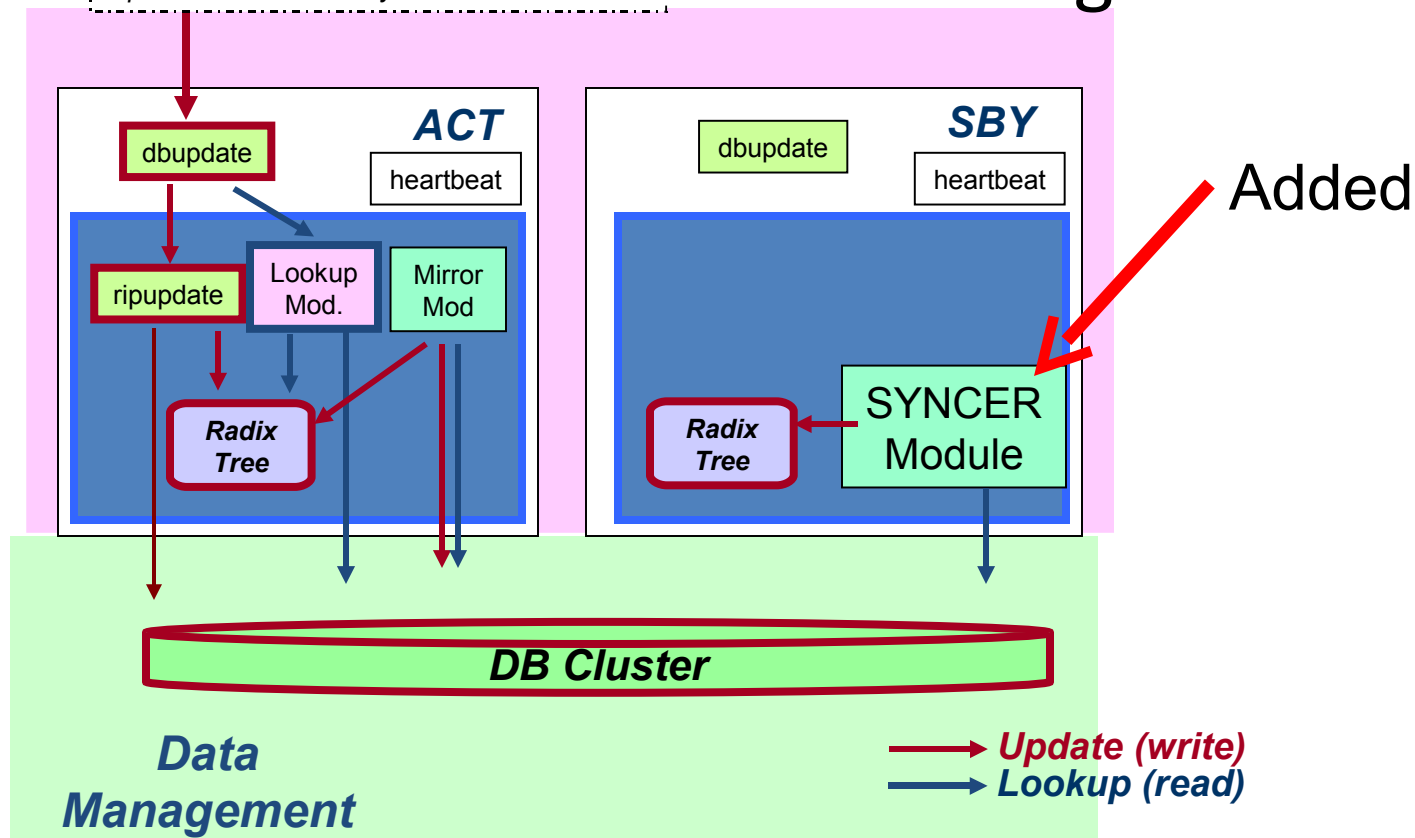 ACT
dbupdate
heartbeat
ripupdate
Lookup
Mod.
Mirror
Mod
Radix
Tree
SBY
dbupdate
heartbeat
Added
SYNCER
Module
Radix
Tree
DB Cluster
Data
Management
Update (write)
Lookup (read)